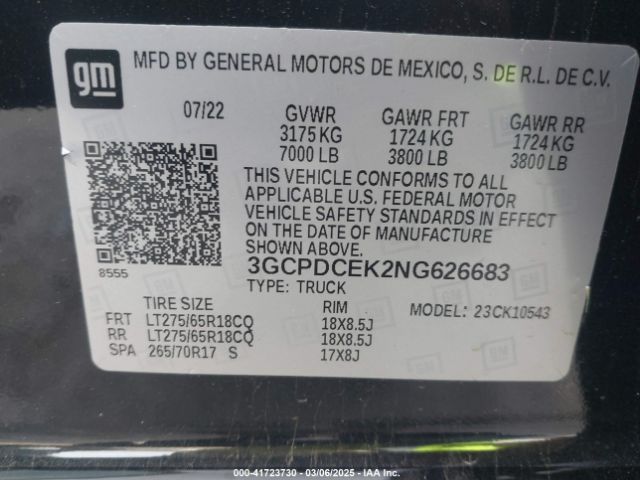 gm
MFD BY GENERAL MOTORS DE MEXICO, S. DE R.L. DE C.V.
07/22 GVWR GAWR FRT GAWR RR
3175 KG 1724 KG 1724 KG
7000 LB 3800 LB 3800 LB
THIS VEHICLE CONFORMS TO ALL
APPLICABLE U.S. FEDERAL MOTOR
VEHICLE SAFETY STANDARDS IN EFFECT
ON THE DATE OF MANUFACTURE
SHOWN ABOVE.
8555
3GCPDCEK2NG626683
TYPE: TRUCK
TIRE SIZE RIM MODEL: 23CK10543
FRT LT275/65R18CQ 18X8.5J
RR LT275/65R18CQ 18X8.5J
SPA 265/70R17 S 17X8J
000-41723730 - 03/06/2025 - IAA Inc.